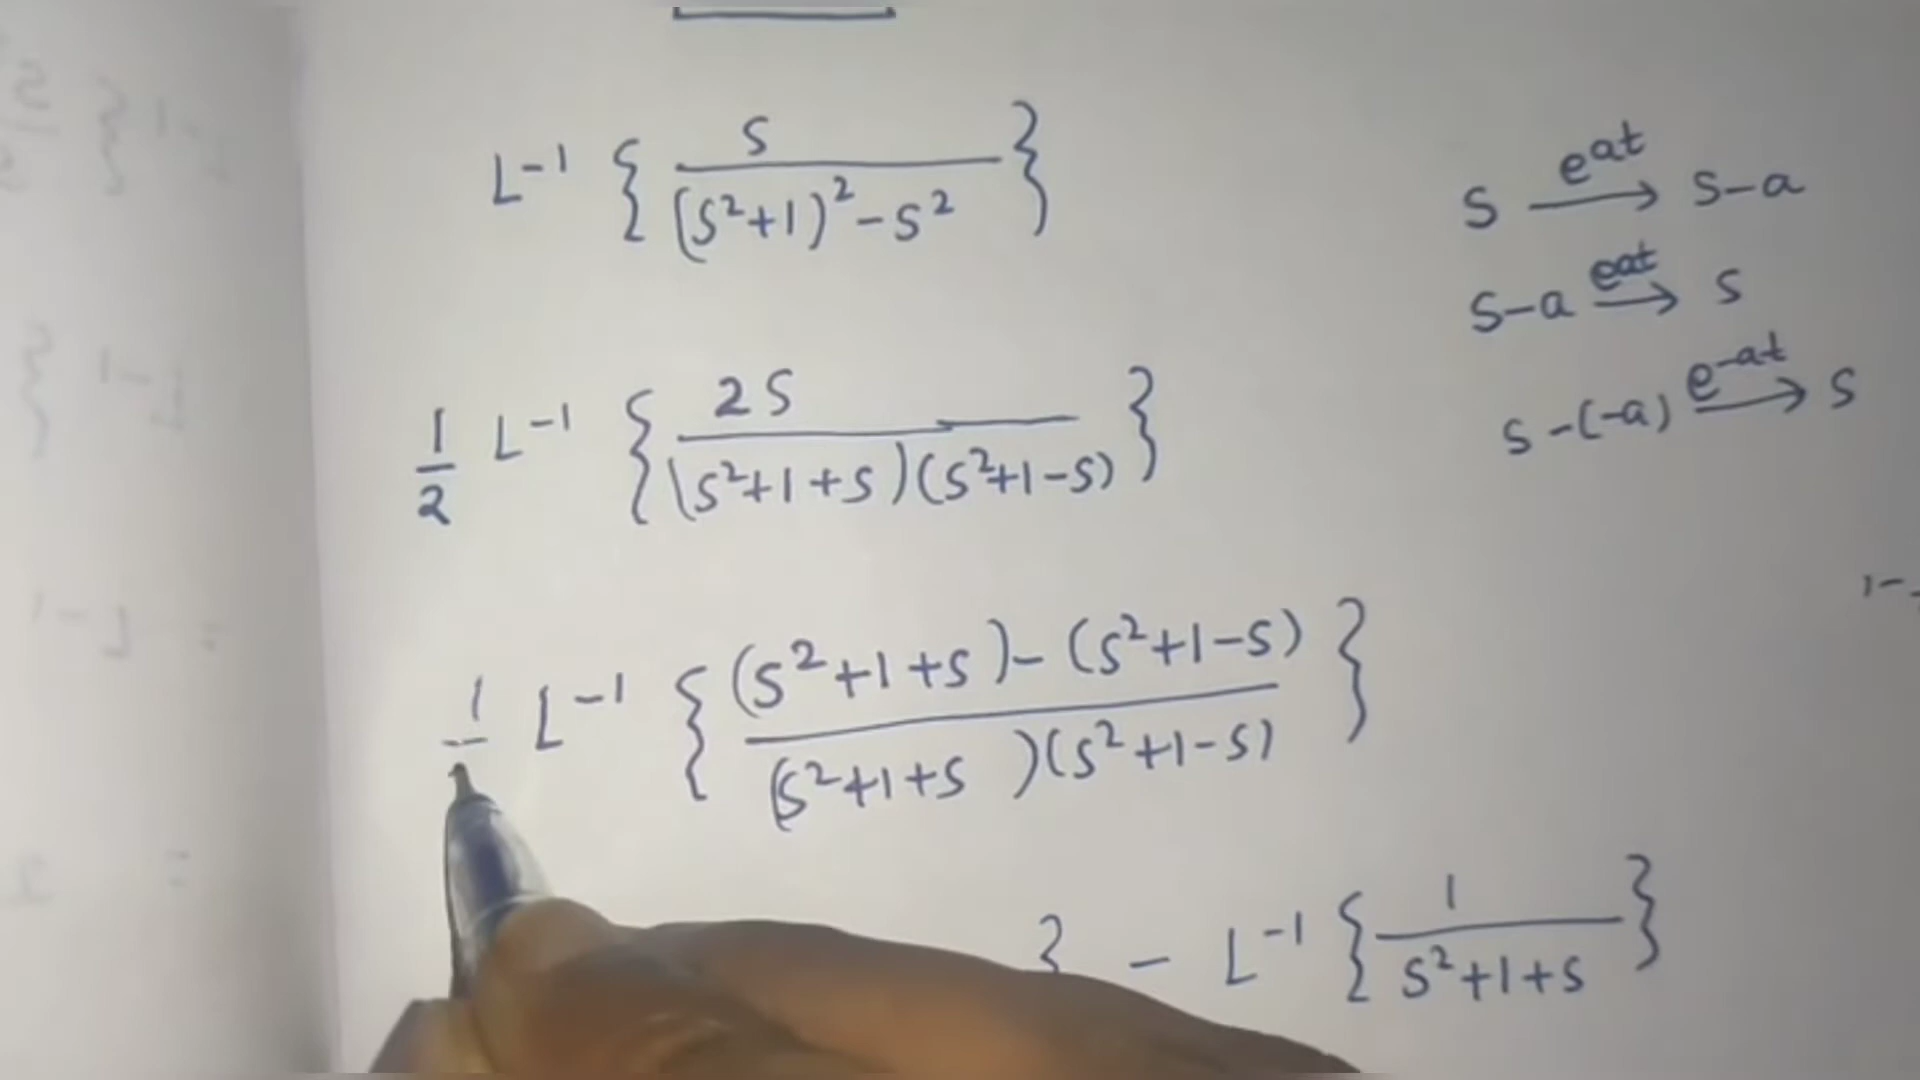 L⁻¹ { s / ((s²+1)² - s²) }
s —e^{at}→ s-a
s-a —e^{at}→ s
s-(-a) —e^{-at}→ s
1/2 L⁻¹ { 2s / ((s²+1+s)(s²+1-s)) }
1/ L⁻¹ { ((s²+1+s) - (s²+1-s)) / ((s²+1+s)(s²+1-s)) }
} - L⁻¹ { 1 / (s²+1+s) }